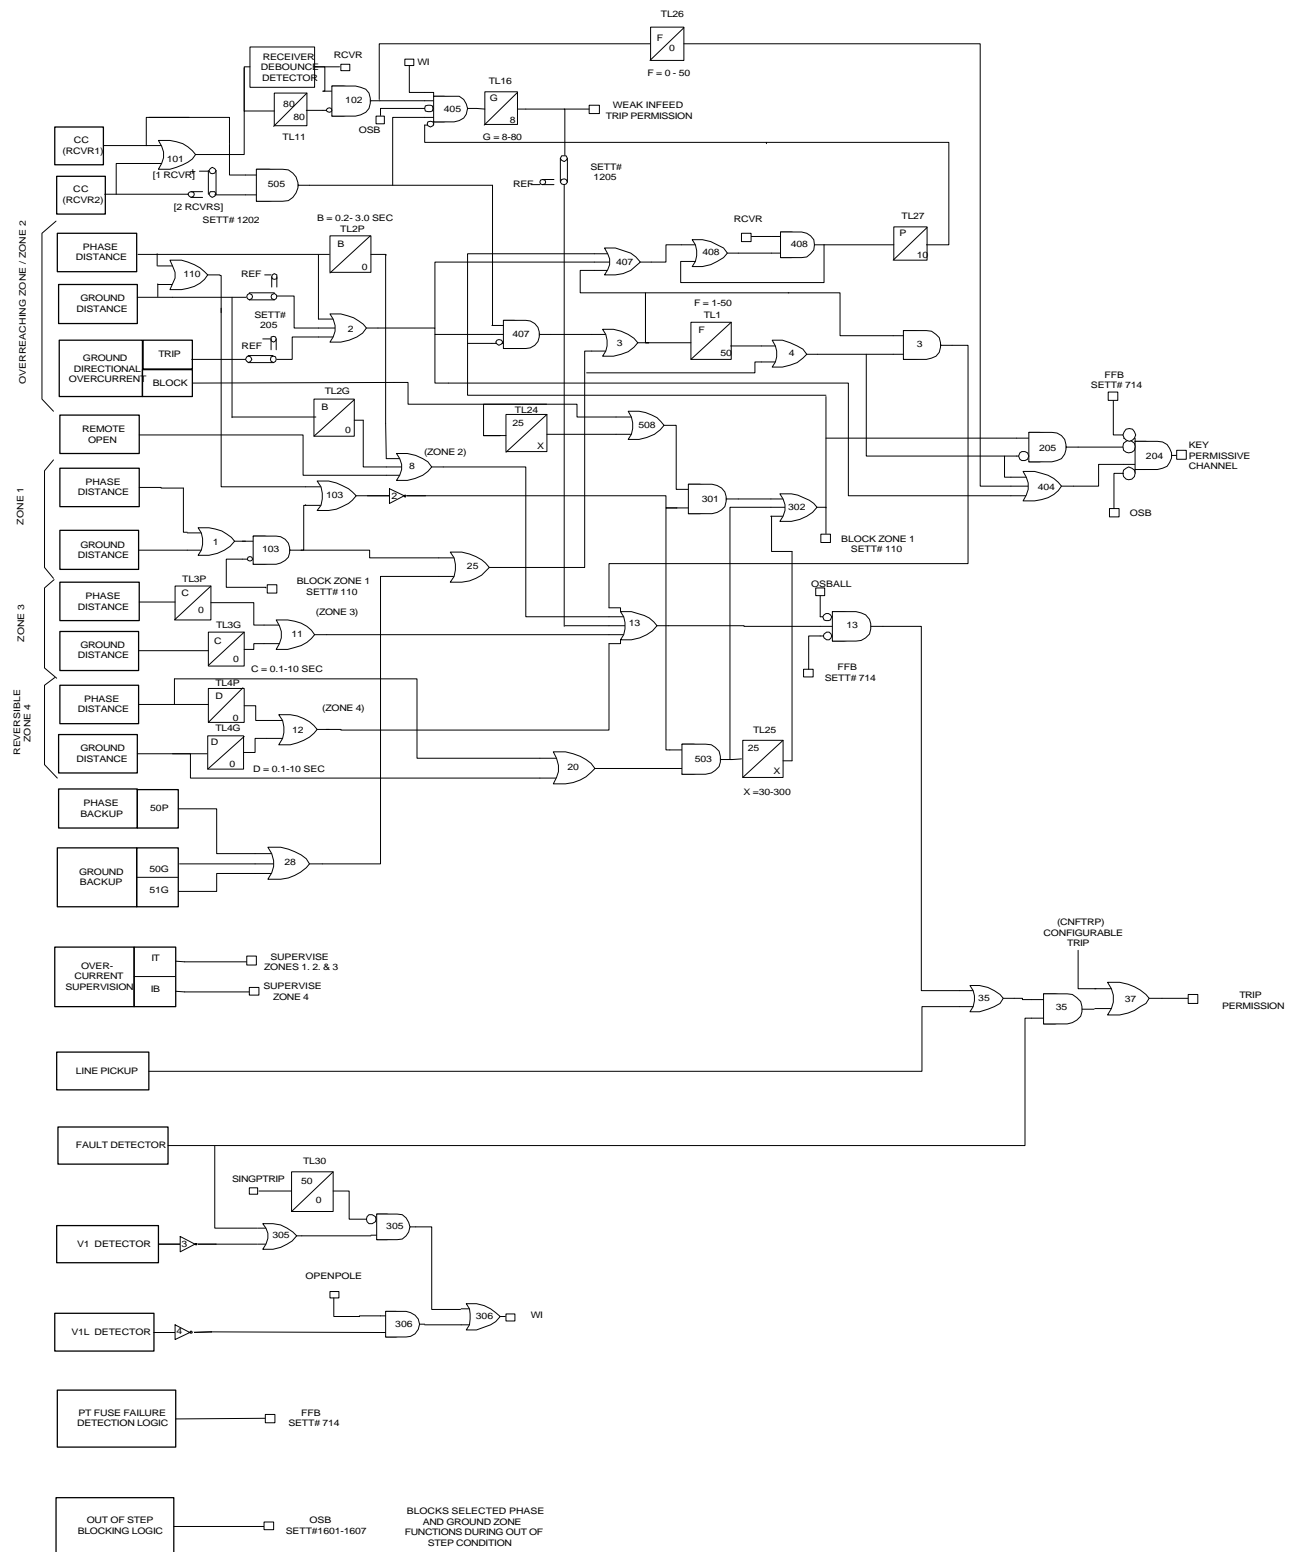 TL26
F
0
F = 0 - 50
RECEIVER
DEBOUNCE
DETECTOR
RCVR
WI
TL16
G
8
G = 8-80
80
80
TL11
102
OSB
405
WEAK INFEED
TRIP PERMISSION
CC
(RCVR1)
101
[1 RCVR]
CC
(RCVR2)
[2 RCVRS]
SETT# 1202
505
REF
SETT#
1205
OVERREACHING ZONE / ZONE 2
B = 0.2- 3.0 SEC
TL2P
B
0
RCVR
TL27
P
10
PHASE
DISTANCE
110
REF
407
408
408
GROUND
DISTANCE
SETT#
205
REF
2
407
3
F = 1-50
TL1
F
50
4
3
GROUND
DIRECTIONAL
OVERCURRENT
TRIP
BLOCK
TL2G
B
0
TL24
25
X
508
FFB
SETT# 714
REMOTE
OPEN
8
(ZONE 2)
205
204
KEY
PERMISSIVE
CHANNEL
404
OSB
ZONE 1
PHASE
DISTANCE
103
2
301
302
GROUND
DISTANCE
1
103
BLOCK ZONE 1
SETT# 110
25
BLOCK ZONE 1
SETT# 110
ZONE 3
PHASE
DISTANCE
TL3P
C
0
(ZONE 3)
OSBALL
GROUND
DISTANCE
TL3G
C
0
11
C = 0.1-10 SEC
13
13
FFB
SETT# 714
REVERSIBLE
ZONE 4
PHASE
DISTANCE
TL4P
D
0
(ZONE 4)
GROUND
DISTANCE
TL4G
D
0
12
D = 0.1-10 SEC
20
503
TL25
25
X
X =30-300
PHASE
BACKUP
50P
GROUND
BACKUP
50G
51G
28
(CNFTRP)
CONFIGURABLE
TRIP
OVER-
CURRENT
SUPERVISION
IT
IB
SUPERVISE
ZONES 1. 2. & 3
SUPERVISE
ZONE 4
35
35
37
TRIP
PERMISSION
LINE PICKUP
FAULT DETECTOR
TL30
50
0
SINGPTRIP
305
305
V1 DETECTOR
3
OPENPOLE
306
306
WI
V1L DETECTOR
4
PT FUSE FAILURE
DETECTION LOGIC
FFB
SETT# 714
OUT OF STEP
BLOCKING LOGIC
OSB
SETT#1601-1607
BLOCKS SELECTED PHASE
AND GROUND ZONE
FUNCTIONS DURING OUT OF
STEP CONDITION